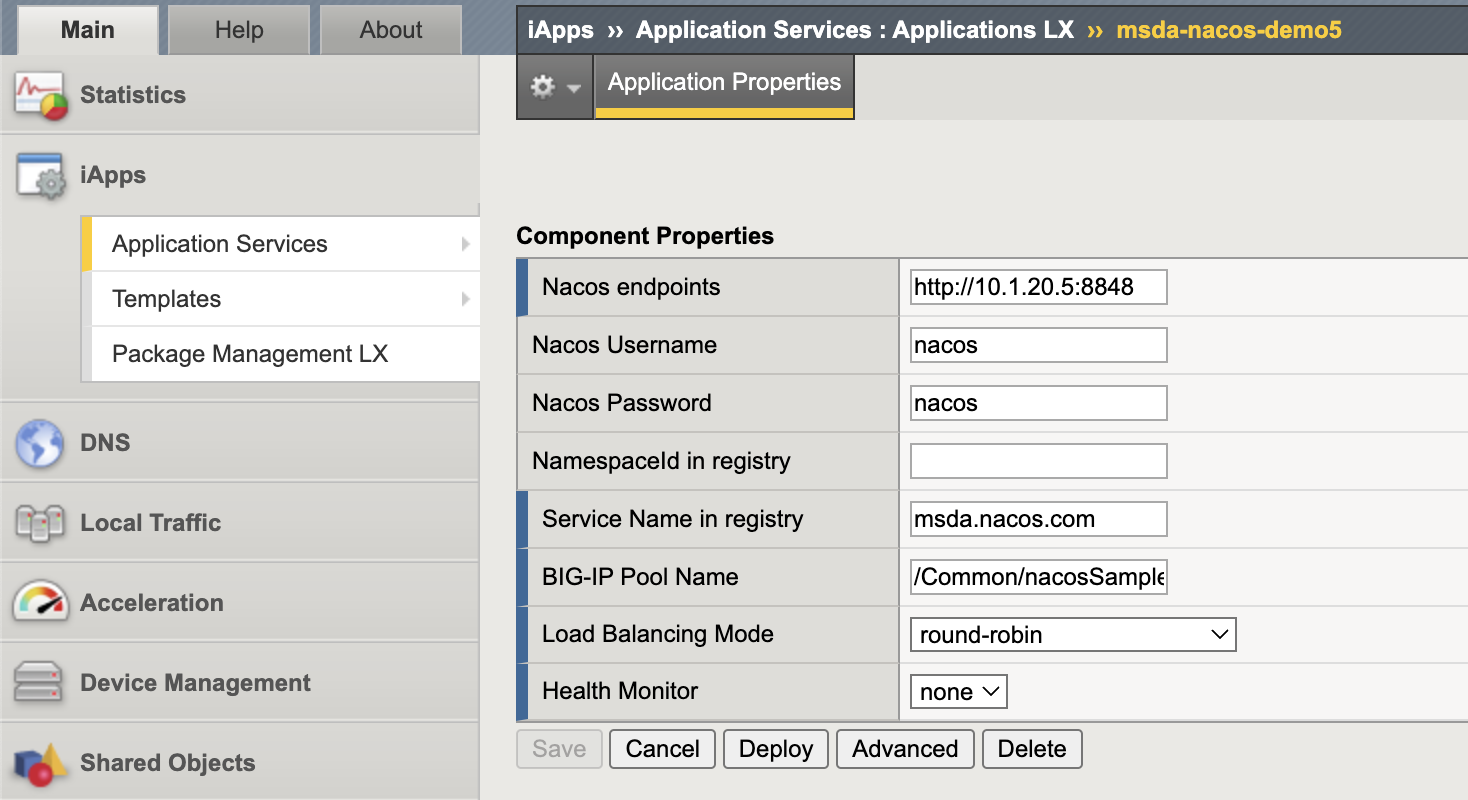 Main Help About
iApps ›› Application Services : Applications LX ›› msda-nacos-demo5
Application Properties
Statistics
iApps
Application Services
Templates
Package Management LX
DNS
Local Traffic
Acceleration
Device Management
Shared Objects
Component Properties
Nacos endpoints http://10.1.20.5:8848
Nacos Username nacos
Nacos Password nacos
NamespaceId in registry
Service Name in registry msda.nacos.com
BIG-IP Pool Name /Common/nacosSample
Load Balancing Mode round-robin
Health Monitor none
Save Cancel Deploy Advanced Delete